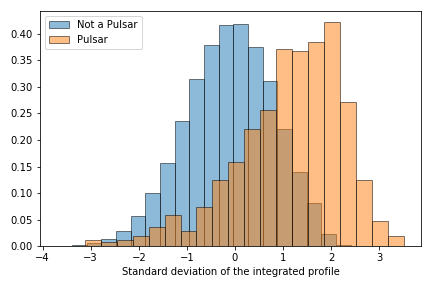 Not a Pulsar
Pulsar
0.40
0.35
0.30
0.25
0.20
0.15
0.10
0.05
0.00
−4 −3 −2 −1 0 1 2 3
Standard deviation of the integrated profile